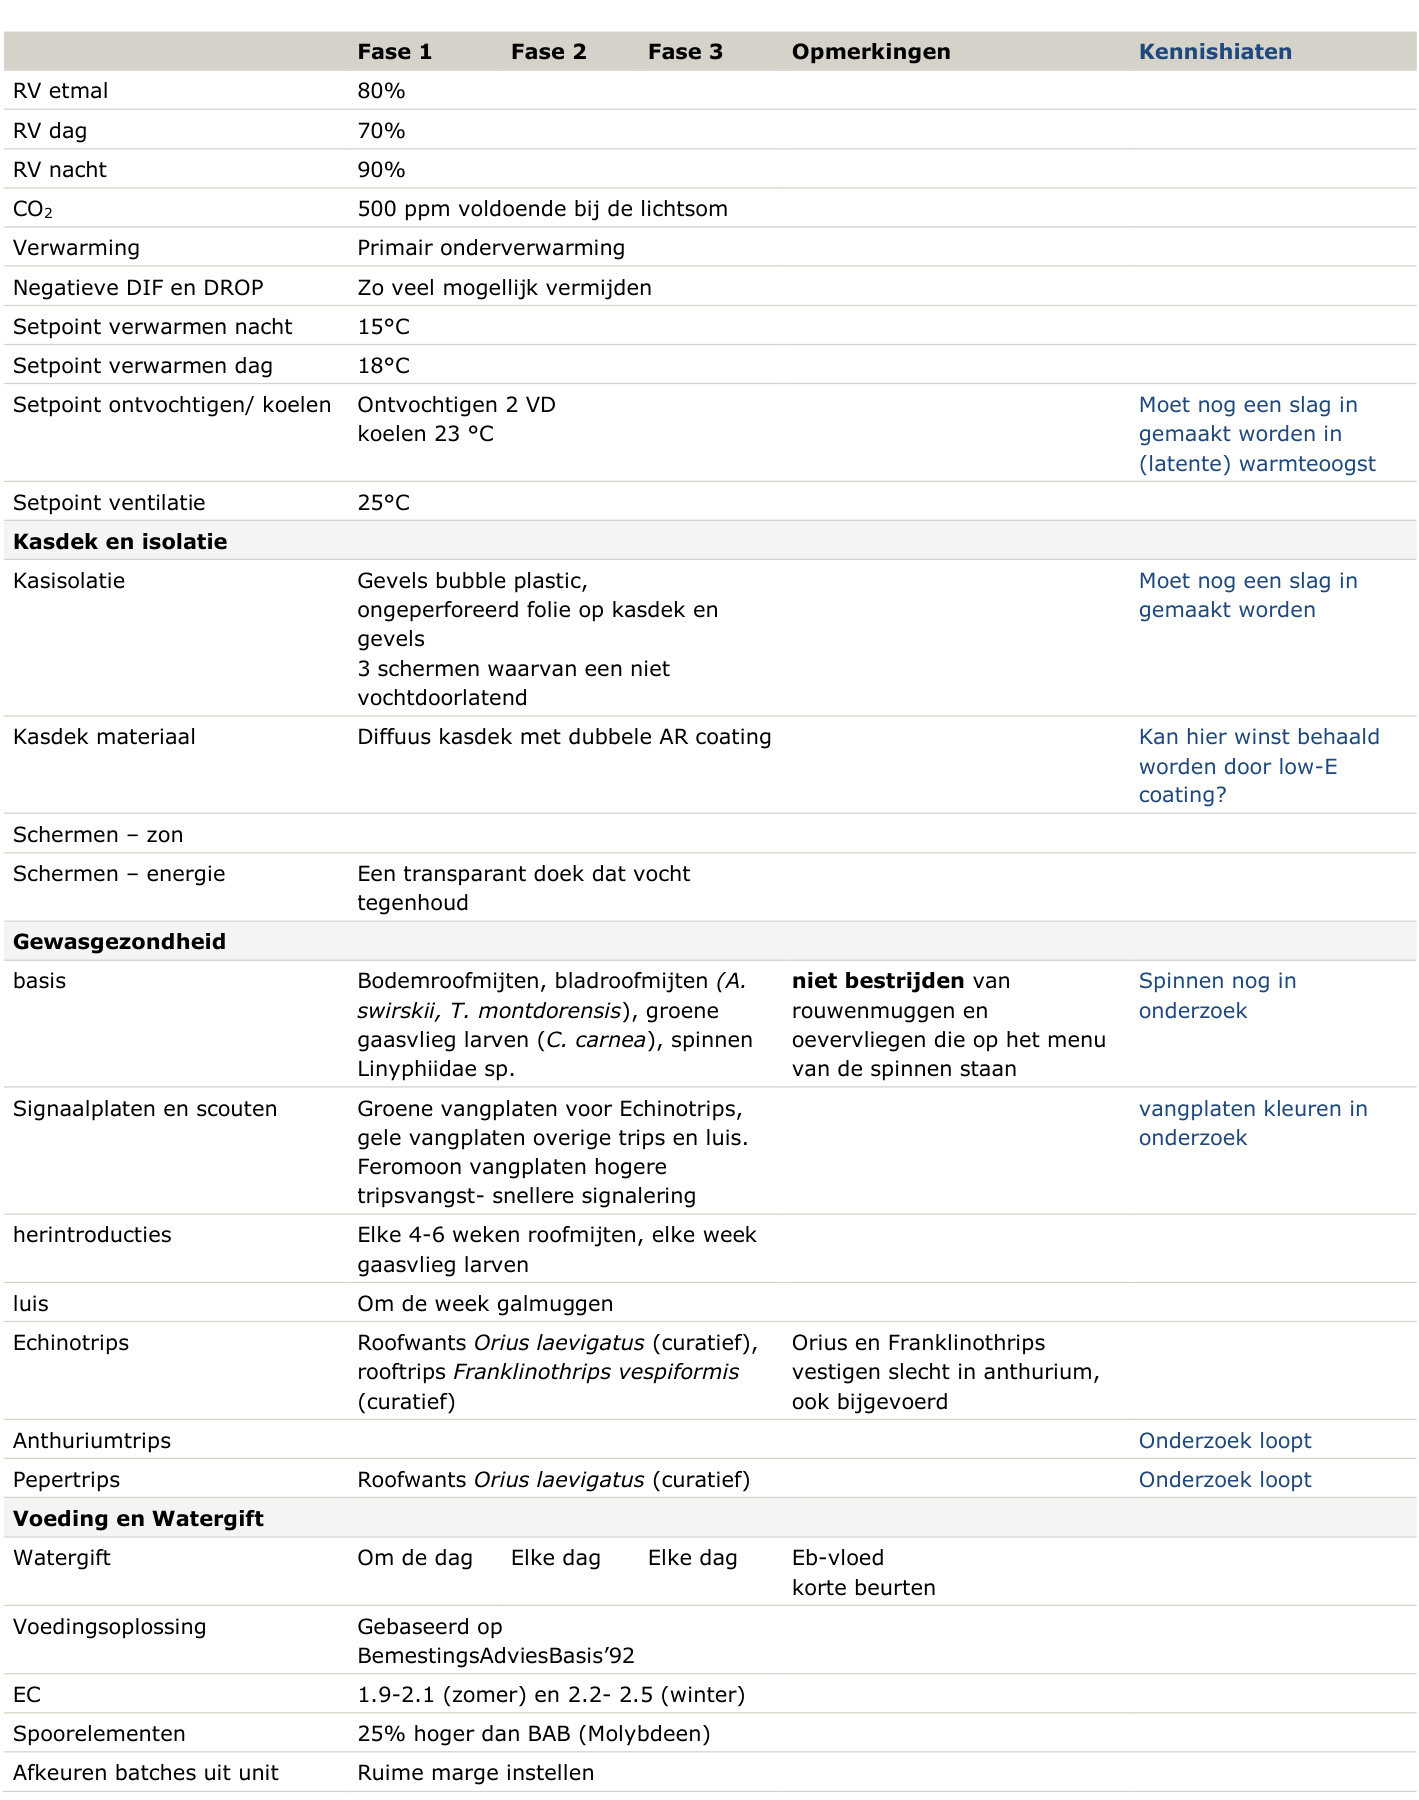 Fase 1 Fase 2 Fase 3 Opmerkingen Kennishiaten
RV etmal 80%
RV dag 70%
RV nacht 90%
CO₂ 500 ppm voldoende bij de lichtsom
Verwarming Primair onderverwarming
Negatieve DIF en DROP Zo veel mogellijk vermijden
Setpoint verwarmen nacht 15°C
Setpoint verwarmen dag 18°C
Setpoint ontvochtigen/ koelen Ontvochtigen 2 VD Moet nog een slag in
koelen 23 °C gemaakt worden in
(latente) warmteoogst
Setpoint ventilatie 25°C
Kasdek en isolatie
Kasisolatie Gevels bubble plastic, Moet nog een slag in
ongeperforeerd folie op kasdek en gemaakt worden
gevels
3 schermen waarvan een niet
vochtdoorlatend
Kasdek materiaal Diffuus kasdek met dubbele AR coating Kan hier winst behaald
worden door low-E
coating?
Schermen – zon
Schermen – energie Een transparant doek dat vocht
tegenhoud
Gewasgezondheid
basis Bodemroofmijten, bladroofmijten (A. niet bestrijden van Spinnen nog in
swirskii, T. montdorensis), groene rouwenmuggen en onderzoek
gaasvlieg larven (C. carnea), spinnen oevervliegen die op het menu
Linyphiidae sp. van de spinnen staan
Signaalplaten en scouten Groene vangplaten voor Echinotrips, vangplaten kleuren in
gele vangplaten overige trips en luis. onderzoek
Feromoon vangplaten hogere
tripsvangst- snellere signalering
herintroducties Elke 4-6 weken roofmijten, elke week
gaasvlieg larven
luis Om de week galmuggen
Echinotrips Roofwants Orius laevigatus (curatief), Orius en Franklinothrips
rooftrips Franklinothrips vespiformis vestigen slecht in anthurium,
(curatief) ook bijgevoerd
Anthuriumtrips Onderzoek loopt
Pepertrips Roofwants Orius laevigatus (curatief) Onderzoek loopt
Voeding en Watergift
Watergift Om de dag Elke dag Elke dag Eb-vloed
korte beurten
Voedingsoplossing Gebaseerd op
BemestingsAdviesBasis’92
EC 1.9-2.1 (zomer) en 2.2- 2.5 (winter)
Spoorelementen 25% hoger dan BAB (Molybdeen)
Afkeuren batches uit unit Ruime marge instellen